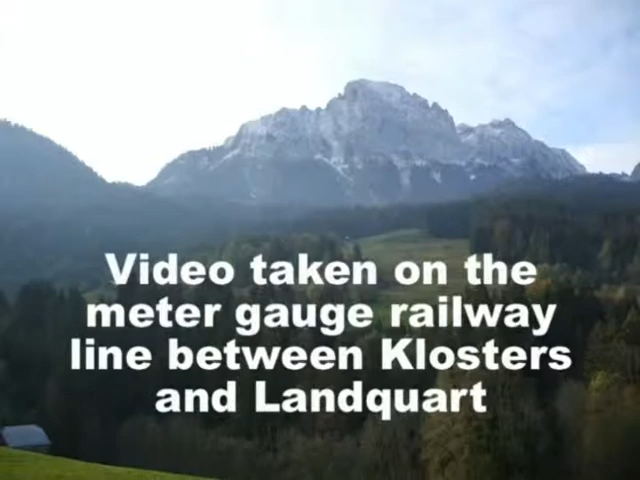 Video taken on the
meter gauge railway
line between Klosters
and Landquart